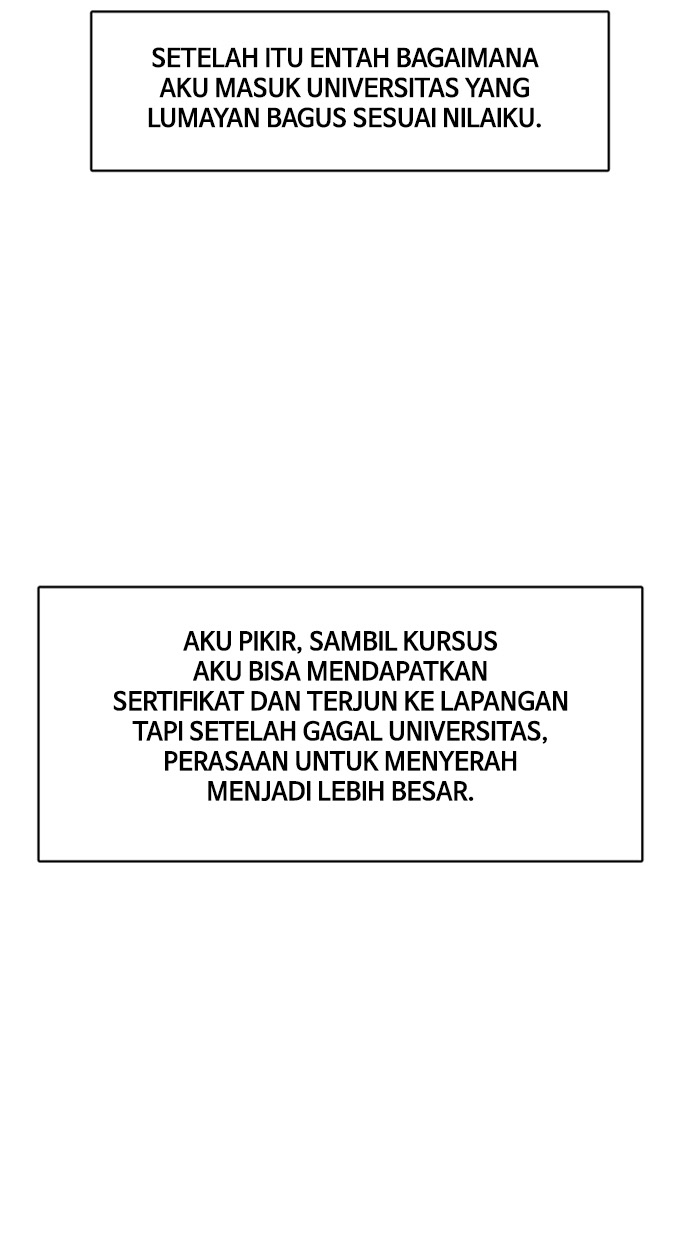 SETELAH ITU ENTAH BAGAIMANA
AKU MASUK UNIVERSITAS YANG
LUMAYAN BAGUS SESUAI NILAIKU.
AKU PIKIR, SAMBIL KURSUS
AKU BISA MENDAPATKAN
SERTIFIKAT DAN TERJUN KE LAPANGAN
TAPI SETELAH GAGAL UNIVERSITAS,
PERASAAN UNTUK MENYERAH
MENJADI LEBIH BESAR.